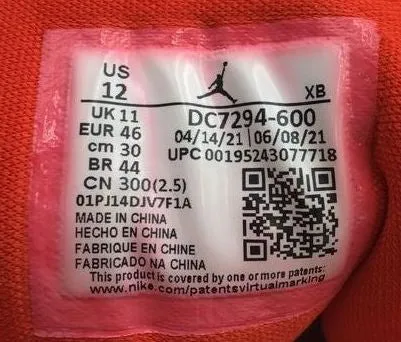 US
12 XB
UK 11 DC7294-600
EUR 46 04/14/21 | 06/08/21
cm 30 UPC 00195243077718
BR 44
CN 300(2.5)
01PJ14DJV7F1A
MADE IN CHINA
HECHO EN CHINA
FABRIQUE EN CHINE
FABRICADO NA CHINA
This product is covered by one or more patents:
www.nike.com/patentsvirtualmarking